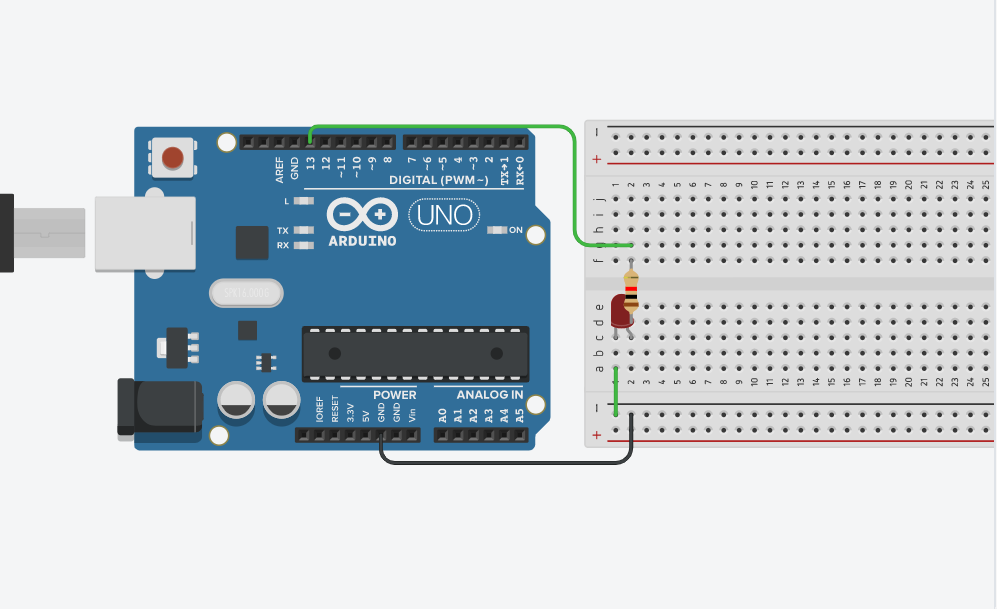 AREF
GND
13
12
~11
~10
~9
8
7
~6
~5
4
~3
2
TX→1
RX←0
DIGITAL (PWM~)
L
TX
RX
ARDUINO
UNO
ON
POWER
ANALOG IN
IOREF
RESET
3.3V
5V
GND
GND
Vin
A0
A1
A2
A3
A4
A5
1 2 3 4 5 6 7 8 9 10 11 12 13 14 15 16 17 18 19 20 21 22 23 24 25
j
i
h
g
f
e
d
c
b
a
1 2 3 4 5 6 7 8 9 10 11 12 13 14 15 16 17 18 19 20 21 22 23 24 25